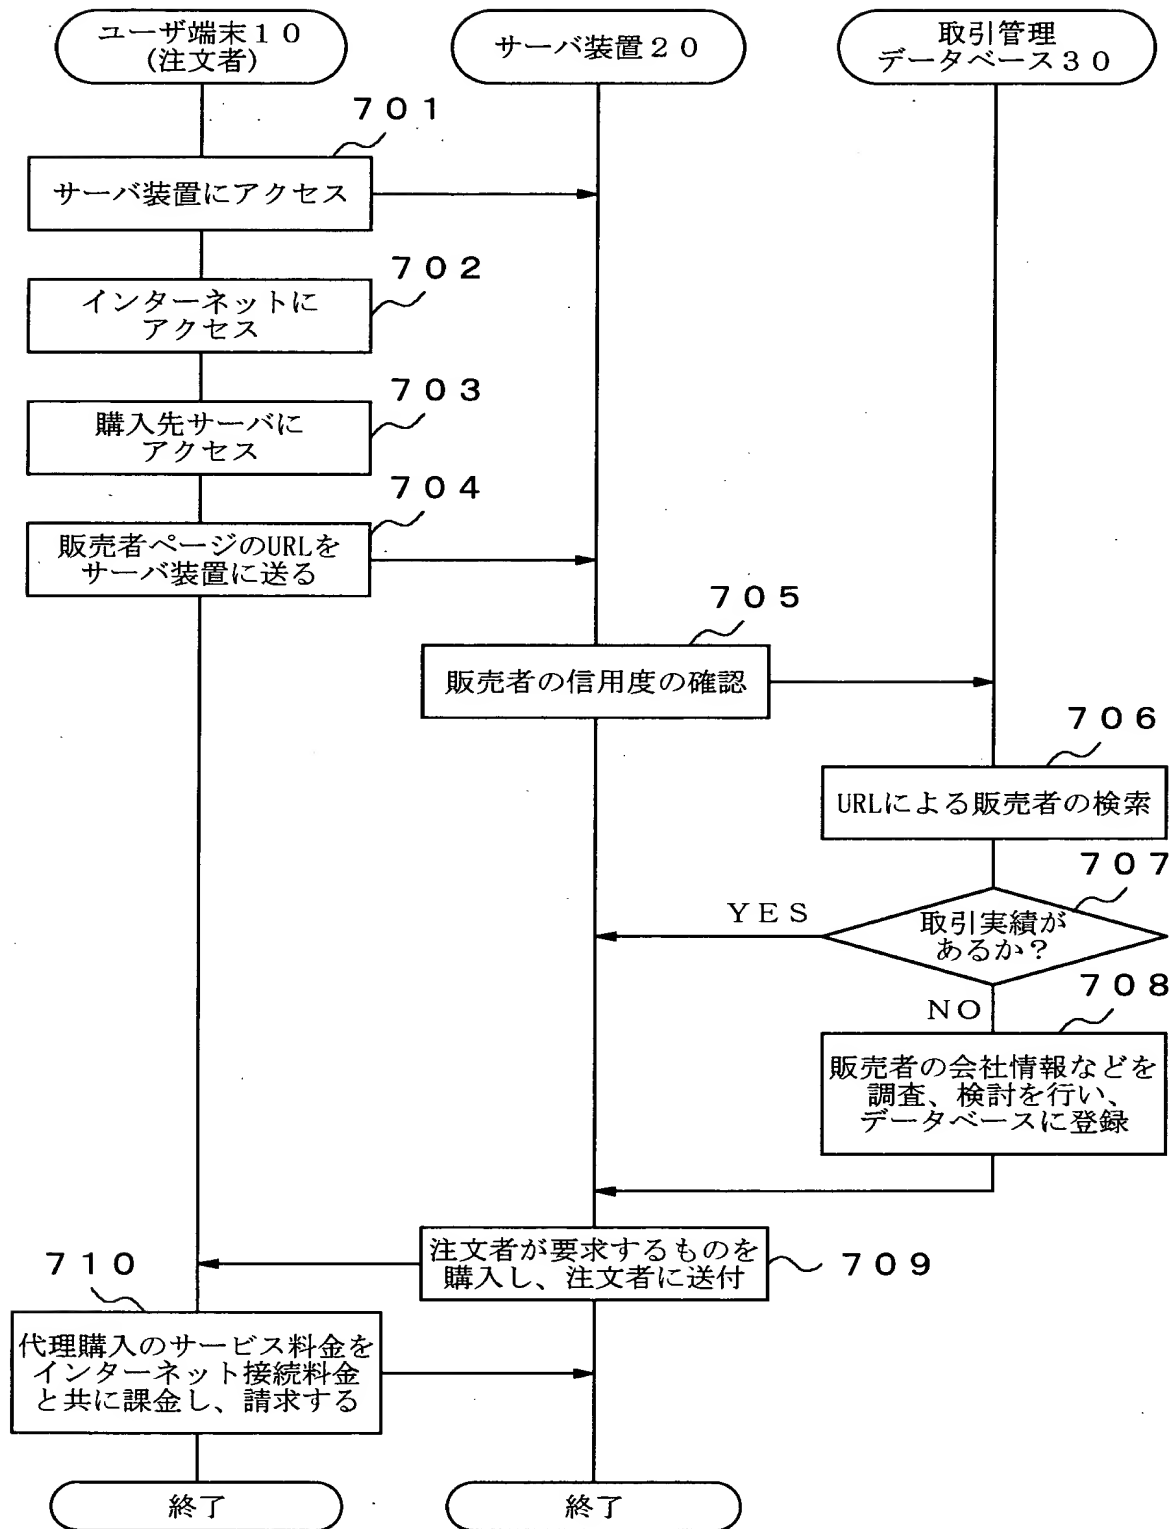 ユーザ端末１０
(注文者)
サーバ装置２０
取引管理
データベース３０
７０１
サーバ装置にアクセス
７０２
インターネットに
アクセス
７０３
購入先サーバに
アクセス
７０４
販売者ページのURLを
サーバ装置に送る
７０５
販売者の信用度の確認
７０６
URLによる販売者の検索
７０７
取引実績が
あるか？
ＹＥＳ
ＮＯ
７０８
販売者の会社情報などを
調査、検討を行い、
データベースに登録
注文者が要求するものを
購入し、注文者に送付
７０９
７１０
代理購入のサービス料金を
インターネット接続料金
と共に課金し、請求する
終了
終了